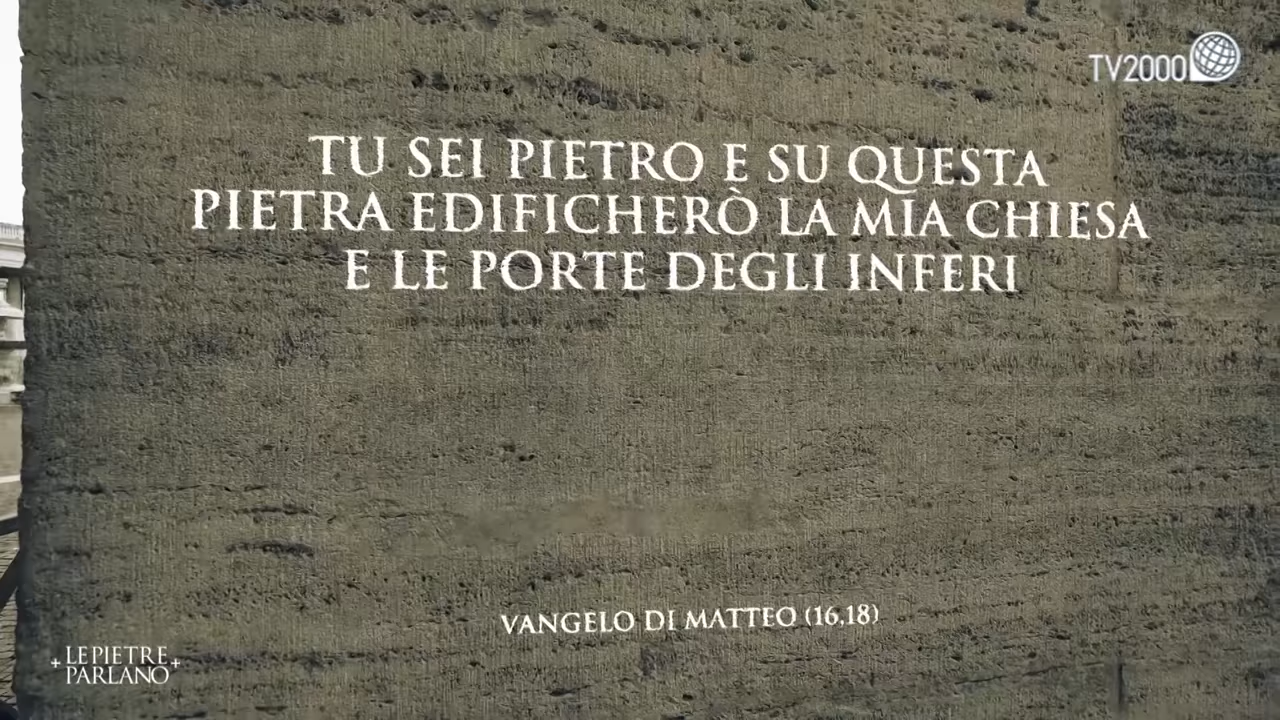 TV2000
TU SEI PIETRO E SU QUESTA
PIETRA EDIFICHERÒ LA MIA CHIESA
E LE PORTE DEGLI INFERI
VANGELO DI MATTEO (16,18)
LE PIETRE
PARLANO